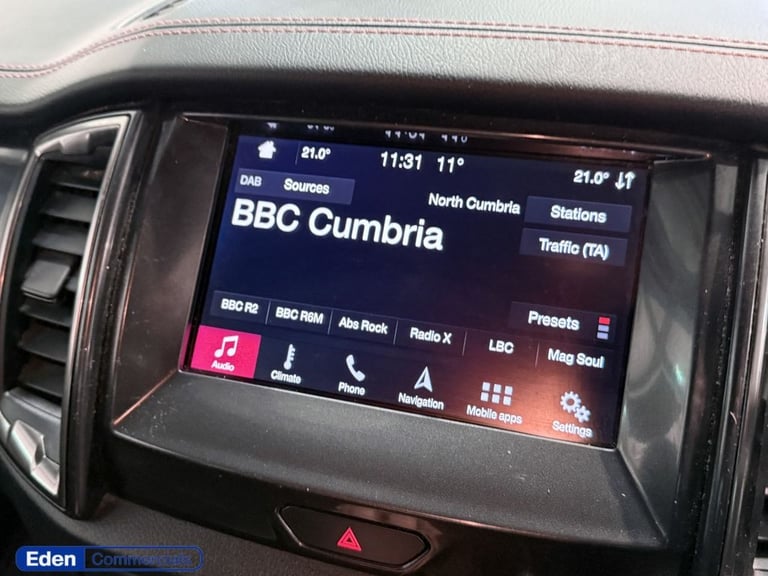 21.0° 11:31 11° 21.0°
DAB Sources North Cumbria Stations
BBC Cumbria Traffic (TA)
Presets
BBC R2 BBC R6M Abs Rock Radio X LBC Mag Soul
Audio Climate Phone Navigation Mobile apps Settings
Eden Commercials